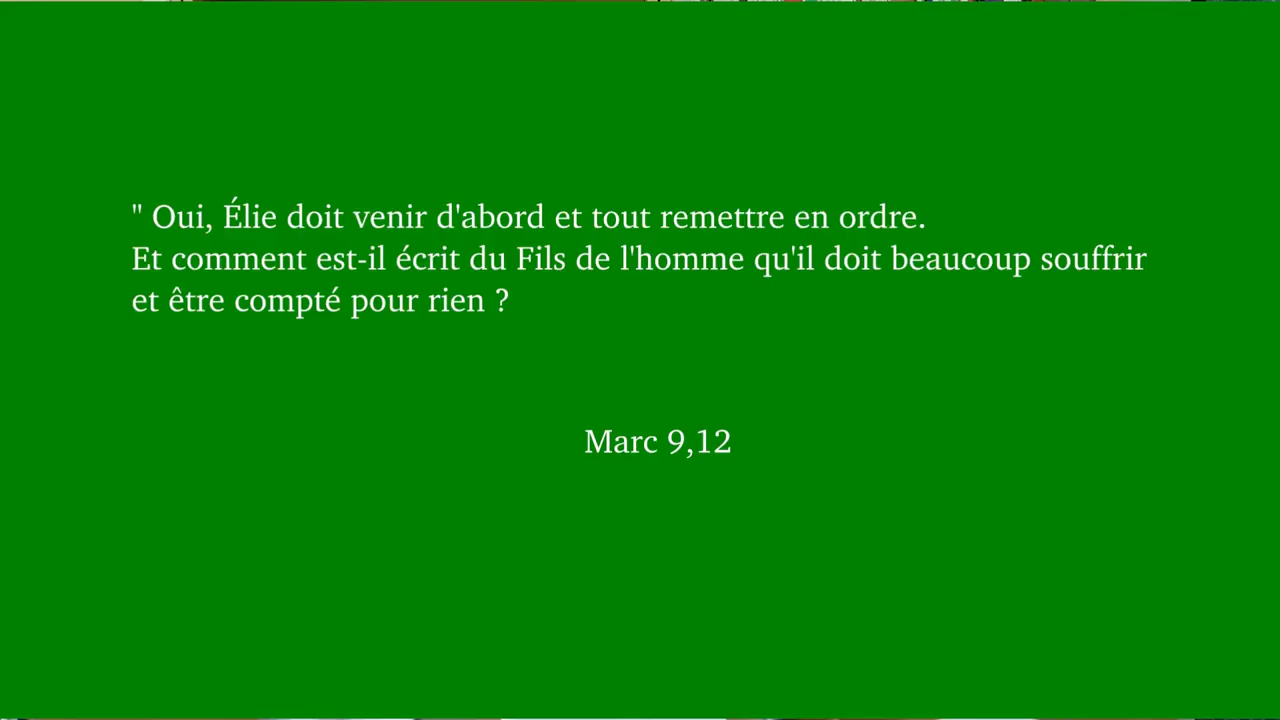 " Oui, Élie doit venir d'abord et tout remettre en ordre.
Et comment est-il écrit du Fils de l'homme qu'il doit beaucoup souffrir
et être compté pour rien ?
Marc 9,12